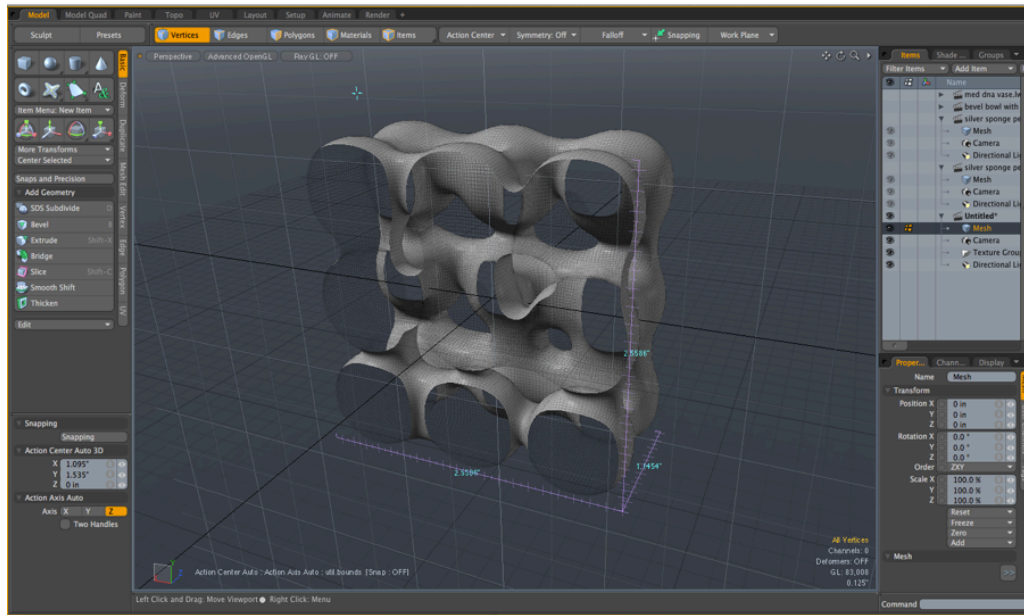 Model Model Quad Paint Topo UV Layout Setup Animate Render +
Sculpt Presets Vertices Edges Polygons Materials Items Action Center Symmetry: Off Falloff Snapping Work Plane
Basic
Deform
Duplicate
Mesh Edit
Vertex
Edge
Polygon
UV
Item Menu: New Item
More Transforms
Center Selected
Snaps and Precision
Add Geometry
SDS Subdivide D
Bevel
Extrude Shift-X
Bridge
Slice Shift-C
Smooth Shift
Thicken
Edit
Snapping
Snapping
Action Center Auto 3D
X 1.095"
Y 1.535"
Z 0 in
Action Axis Auto
Axis X Y Z
Two Handles
Perspective Advanced OpenGL Ray GL: OFF
2.5586"
All Vertices
Channels: 0
Deformers: OFF
GL: 83,008
0.125"
Action Center Auto : Action Axis Auto : util.bounds [Snap : OFF]
Left Click and Drag: Move Viewport ● Right Click: Menu
Items Shade ... Groups
Filter Items Add Item
Name
med dna vase.lw
bevel bowl with
silver sponge pe
Mesh
Camera
Directional Li
silver sponge pe
Mesh
Camera
Directional Li
Untitled*
Mesh
Camera
Texture Grou
Directional Li
Proper... Chann... Display
Name Mesh
Transform
Position X 0 in
Y 0 in
Z 0 in
Rotation X 0.0 °
Y 0.0 °
Z 0.0 °
Order ZXY
Scale X 100.0 %
Y 100.0 %
Z 100.0 %
Reset
Freeze
Zero
Add
Mesh
>>
Command